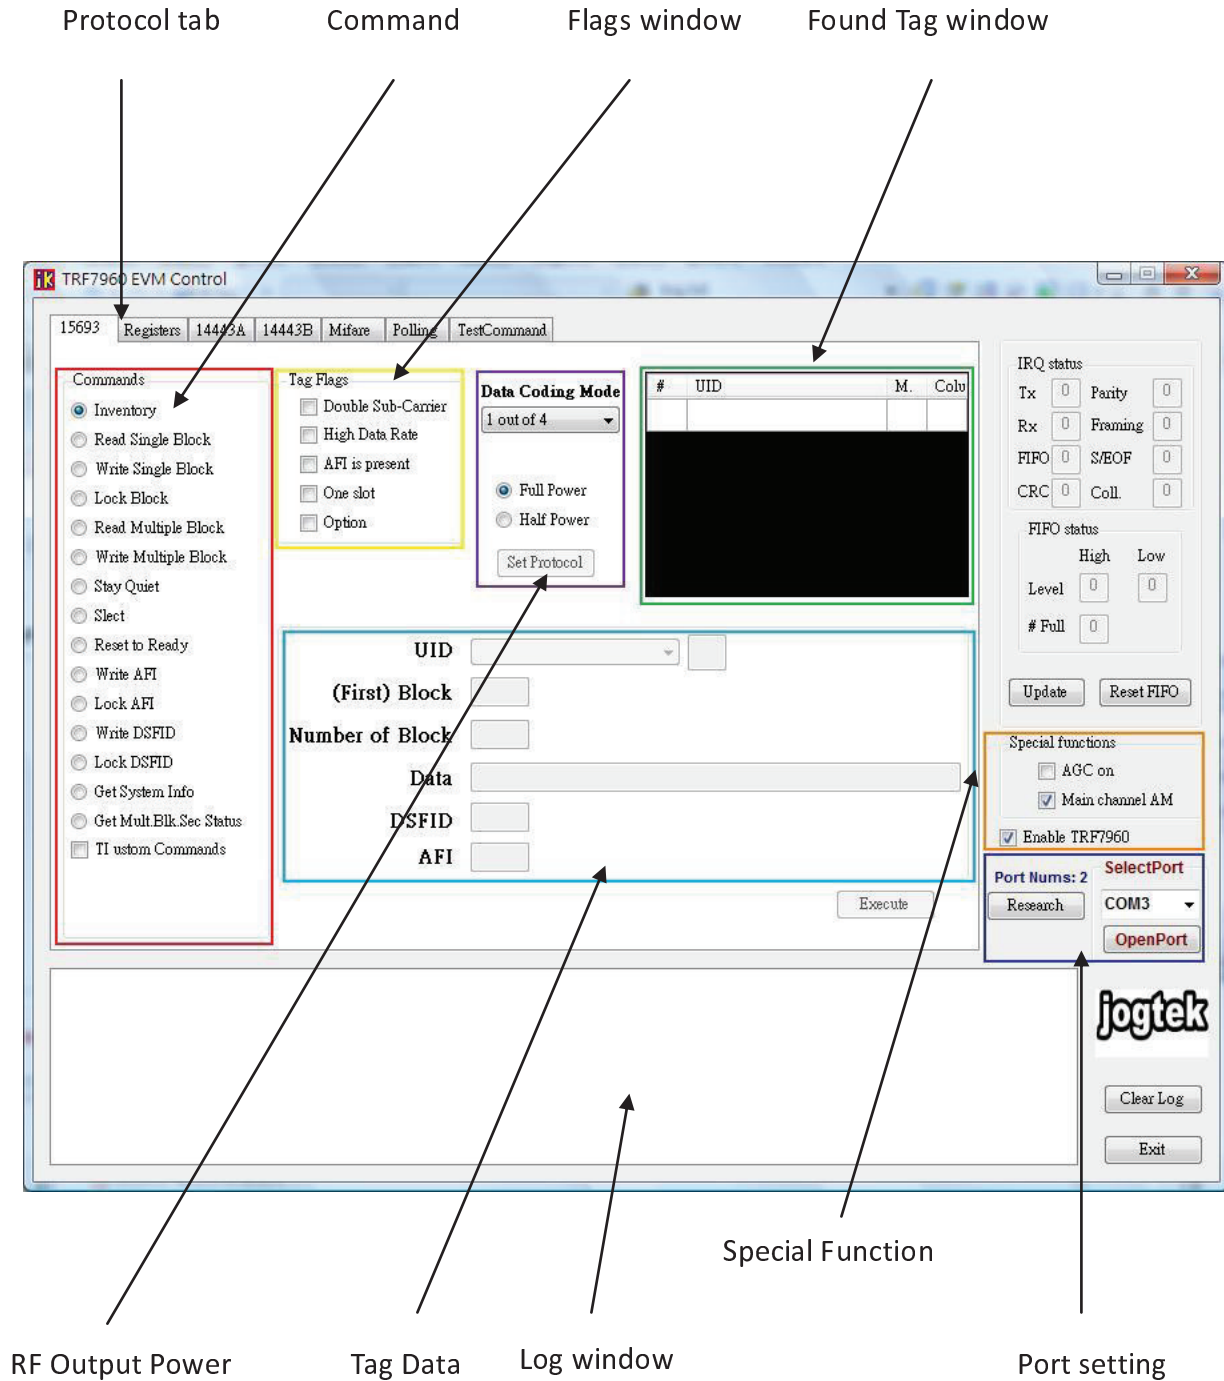 Protocol tab Command Flags window Found Tag window
TRF7960 EVM Control
15693 Registers 14443A 14443B Mifare Polling TestCommand
Commands
Inventory
Read Single Block
Write Single Block
Lock Block
Read Multiple Block
Write Multiple Block
Stay Quiet
Slect
Reset to Ready
Write AFI
Lock AFI
Write DSFID
Lock DSFID
Get System Info
Get Mult.Blk.Sec Status
TI ustom Commands
Tag Flags
Double Sub-Carrier
High Data Rate
AFI is present
One slot
Option
Data Coding Mode
1 out of 4
Full Power
Half Power
Set Protocol
# UID M. Colu
UID
(First) Block
Number of Block
Data
DSFID
AFI
Execute
IRQ status
Tx 0 Parity 0
Rx 0 Framing 0
FIFO 0 S/EOF 0
CRC 0 Coll. 0
FIFO status
High Low
Level 0 0
# Full 0
Update Reset FIFO
Special functions
AGC on
Main channel AM
Enable TRF7960
Port Nums: 2 SelectPort
Research COM3
OpenPort
jogtek
Clear Log
Exit
Special Function
RF Output Power Tag Data Log window Port setting